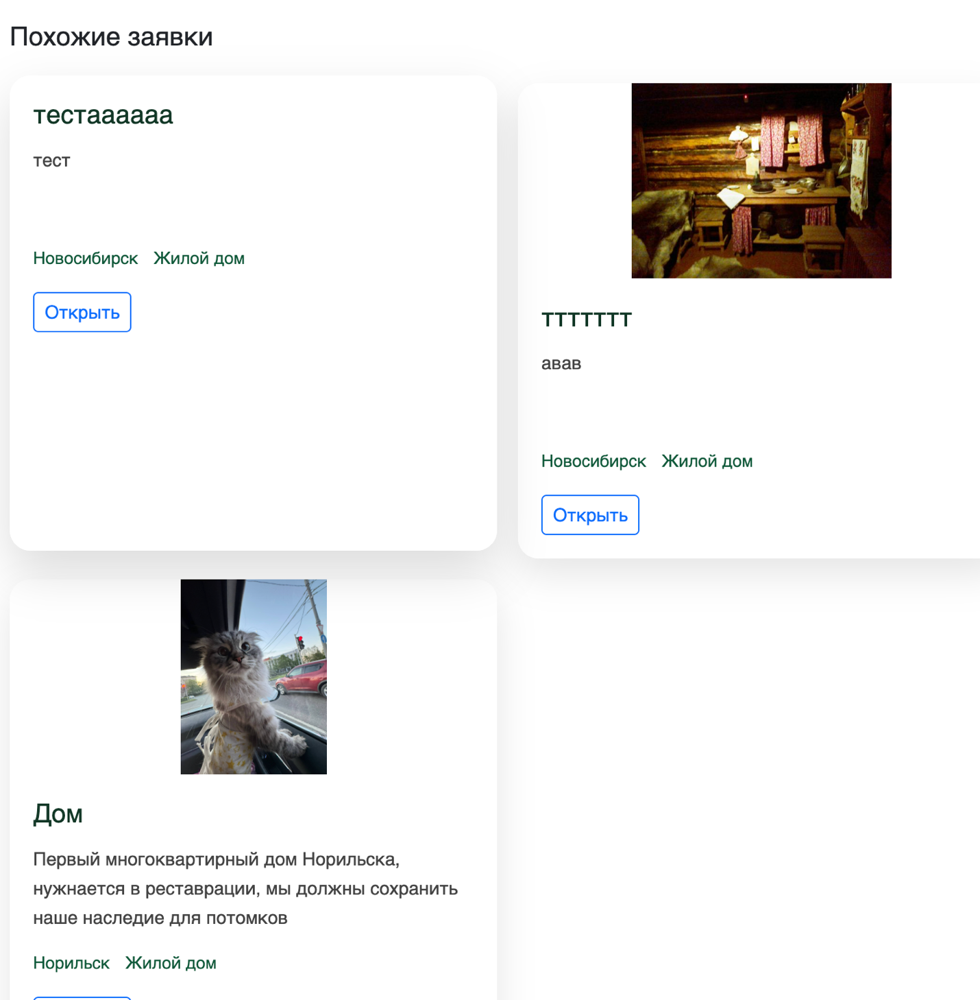 Похожие заявки
тестаааааа
тест
Новосибирск Жилой дом
Открыть
ттттттт
авав
Новосибирск Жилой дом
Открыть
Дом
Первый многоквартирный дом Норильска,
нужнается в реставрации, мы должны сохранить
наше наследие для потомков
Норильск Жилой дом